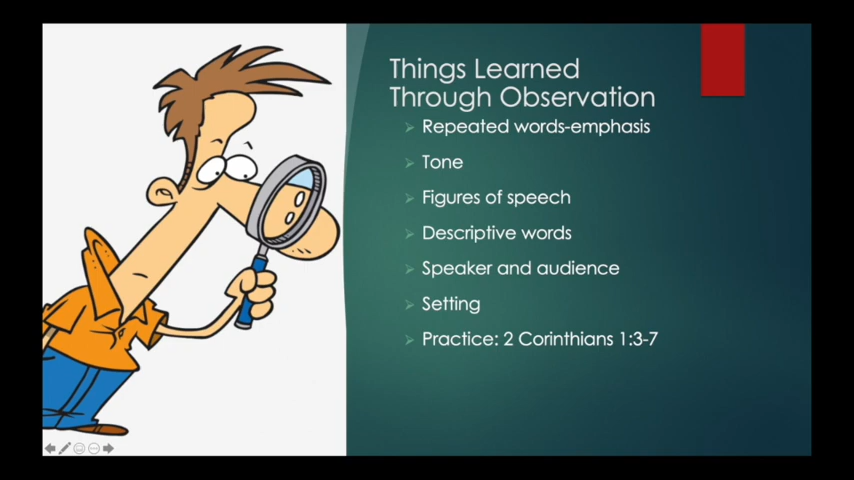 Things Learned
Through Observation
Repeated words-emphasis
Tone
Figures of speech
Descriptive words
Speaker and audience
Setting
Practice: 2 Corinthians 1:3-7